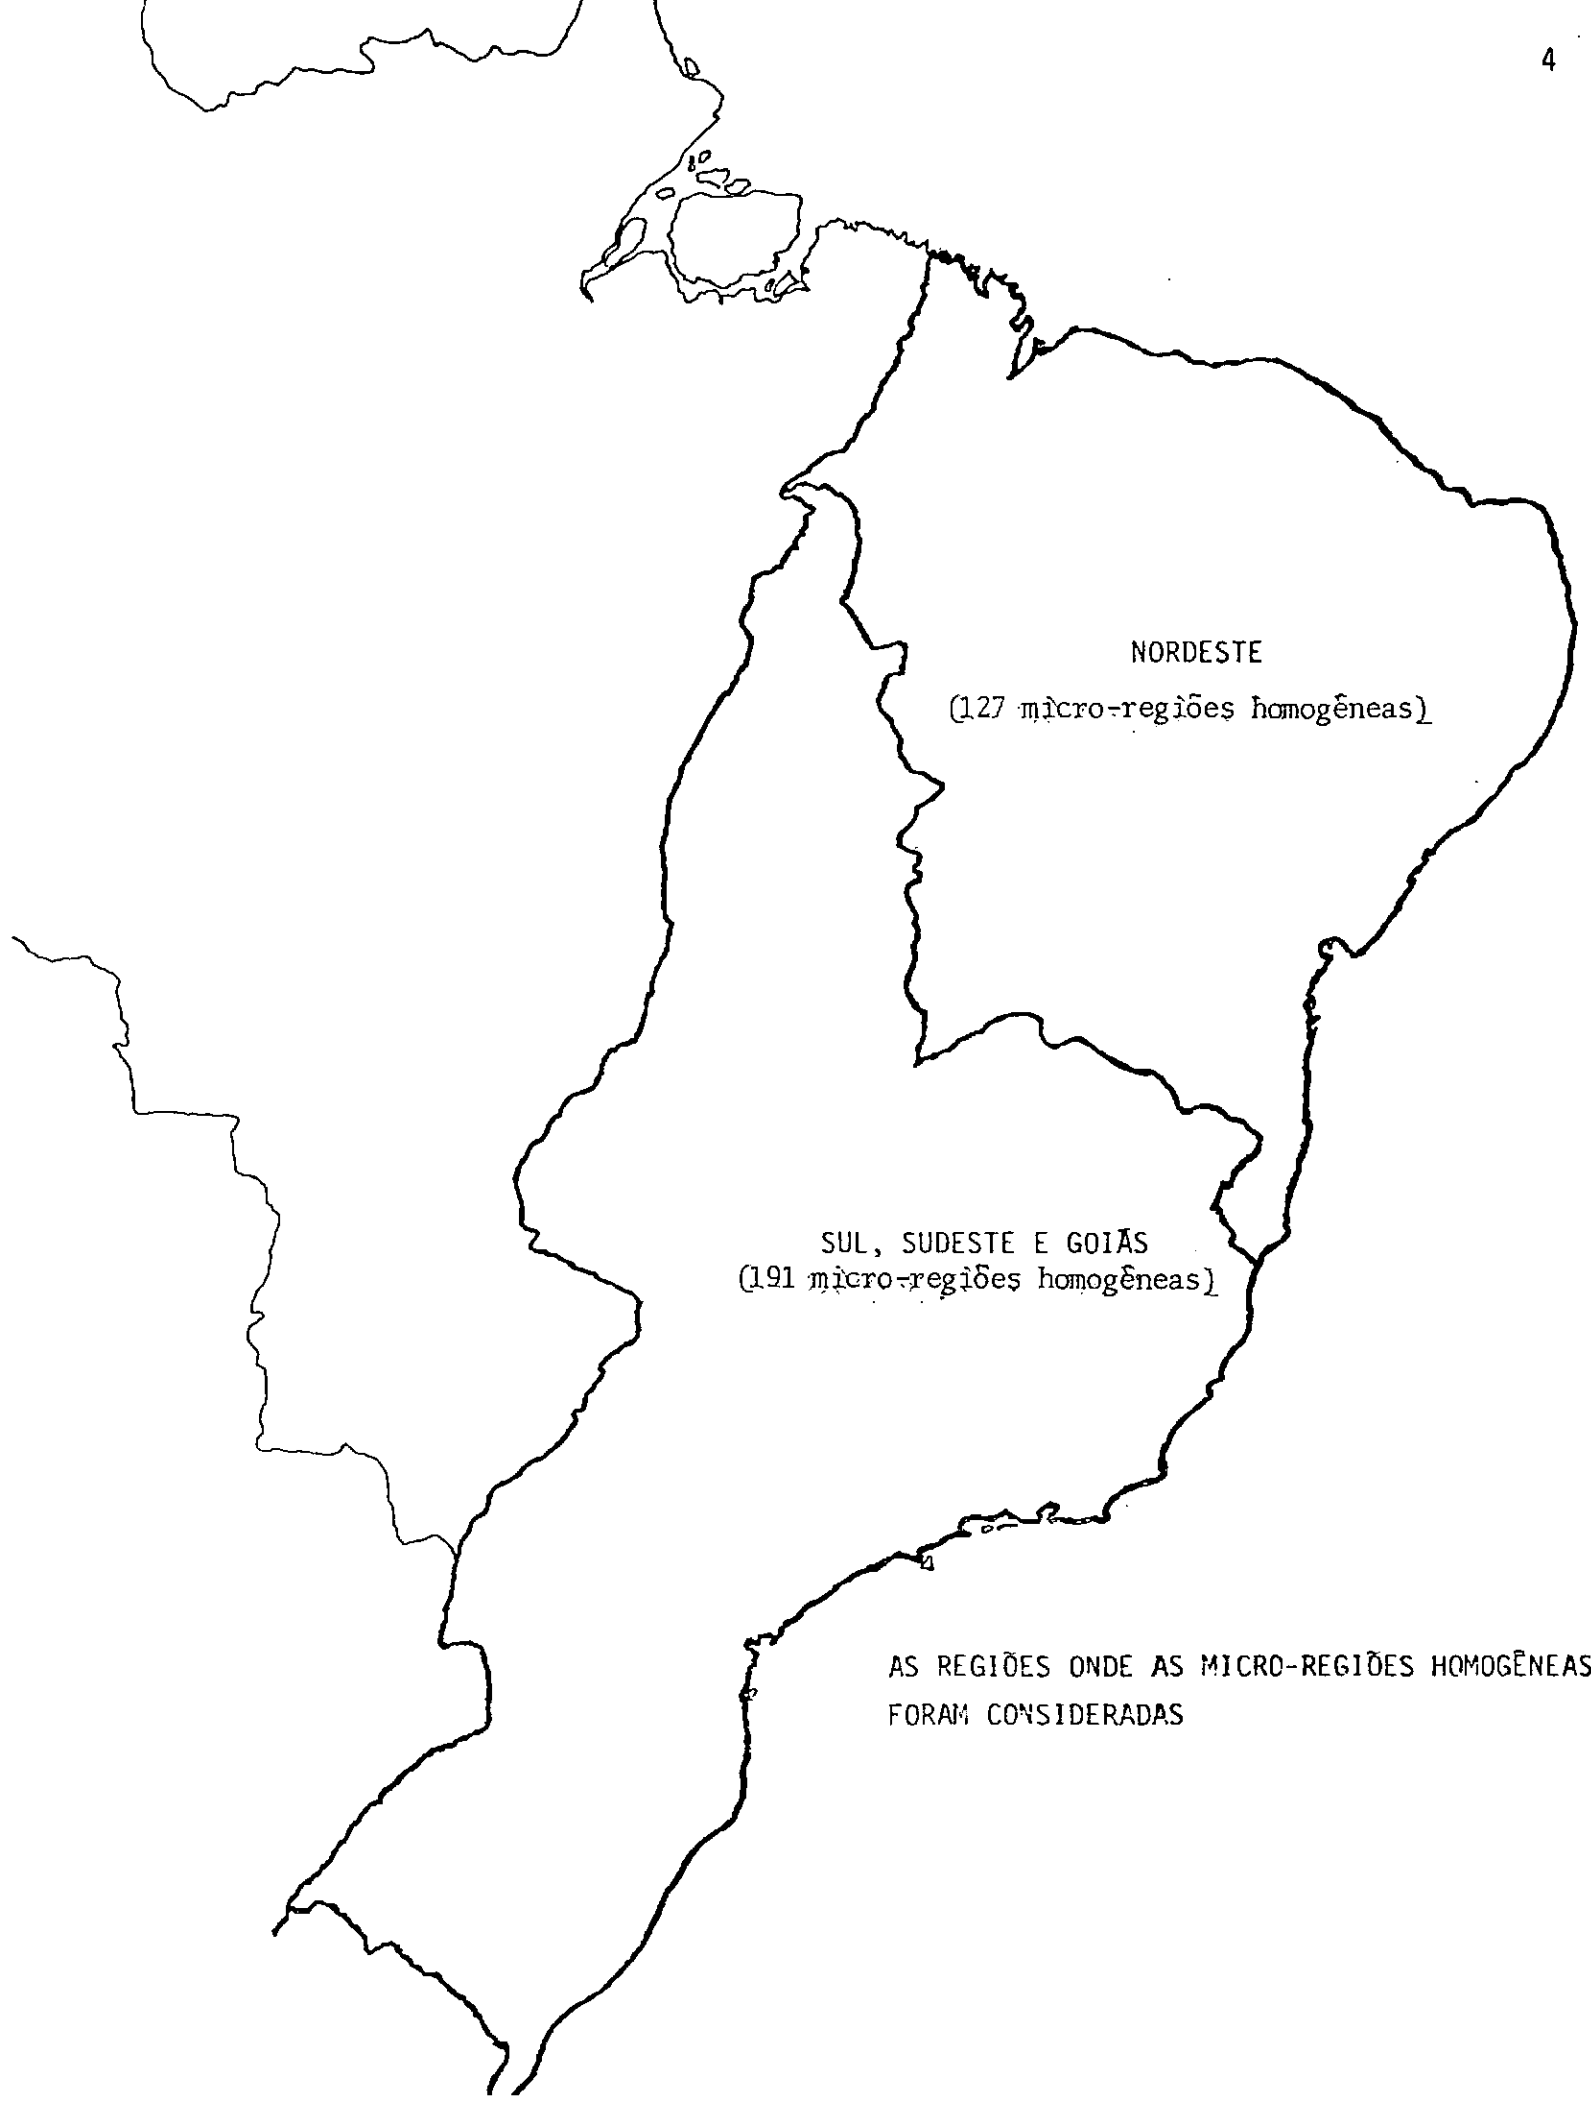 4
NORDESTE
(127 micro-regiões homogêneas)
SUL, SUDESTE E GOIÁS
(191 micro-regiões homogêneas)
AS REGIÕES ONDE AS MICRO-REGIÕES HOMOGÊNEAS
FORAM CONSIDERADAS